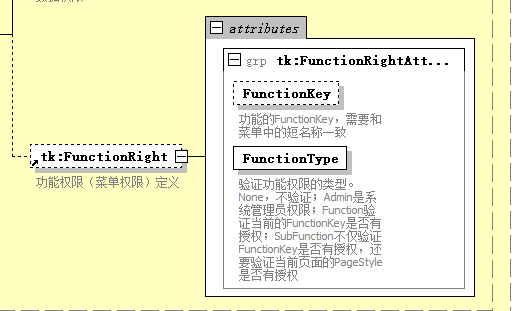 attributes
grp tk:FunctionRightAtt...
FunctionKey
功能的FunctionKey，需要和
菜单中的短名称一致
tk:FunctionRight
功能权限（菜单权限）定义
FunctionType
验证功能权限的类型。
None，不验证；Admin是系
统管理员权限；Function验
证当前的FunctionKey是否有
授权；SubFunction不仅验证
FunctionKey是否有授权，还
要验证当前页面的PageStyle
是否有授权